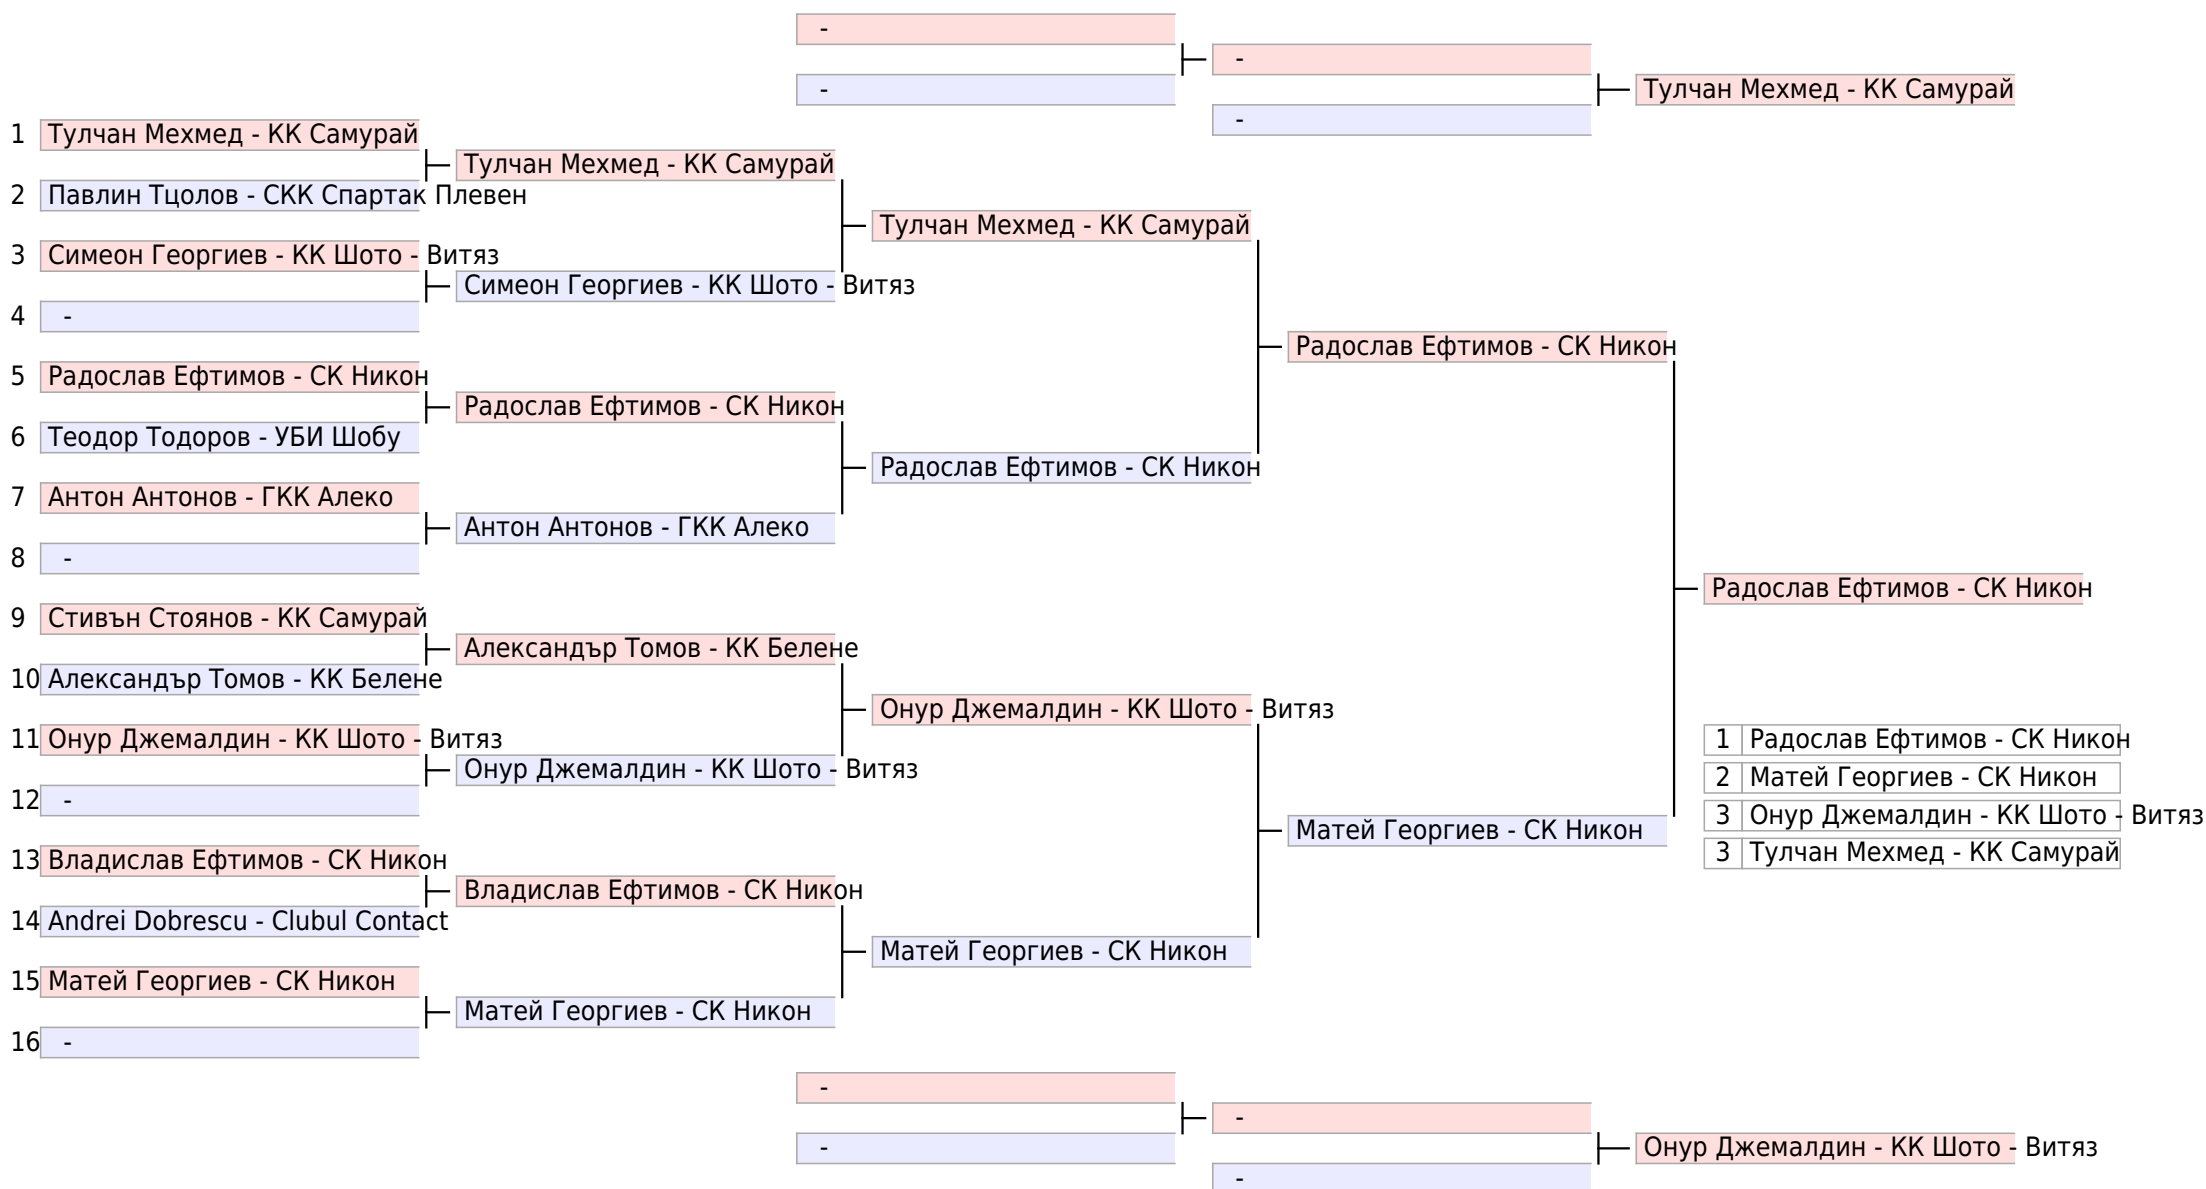 -
-
-
-
Тулчан Мехмед - КК Самурай
1 Тулчан Мехмед - КК Самурай
2 Павлин Тцолов - СКК Спартак Плевен
3 Симеон Георгиев - КК Шото - Витяз
4 -
5 Радослав Ефтимов - СК Никон
6 Теодор Тодоров - УБИ Шобу
7 Антон Антонов - ГКК Алеко
8 -
9 Стивън Стоянов - КК Самурай
10 Александър Томов - КК Белене
11 Онур Джемалдин - КК Шото - Витяз
12 -
13 Владислав Ефтимов - СК Никон
14 Andrei Dobrescu - Clubul Contact
15 Матей Георгиев - СК Никон
16 -
Тулчан Мехмед - КК Самурай
Симеон Георгиев - КК Шото - Витяз
Радослав Ефтимов - СК Никон
Антон Антонов - ГКК Алеко
Александър Томов - КК Белене
Онур Джемалдин - КК Шото - Витяз
Владислав Ефтимов - СК Никон
Матей Георгиев - СК Никон
Тулчан Мехмед - КК Самурай
Радослав Ефтимов - СК Никон
Онур Джемалдин - КК Шото - Витяз
Матей Георгиев - СК Никон
Радослав Ефтимов - СК Никон
Матей Георгиев - СК Никон
Радослав Ефтимов - СК Никон
1 Радослав Ефтимов - СК Никон
2 Матей Георгиев - СК Никон
3 Онур Джемалдин - КК Шото - Витяз
3 Тулчан Мехмед - КК Самурай
-
-
-
-
Онур Джемалдин - КК Шото - Витяз